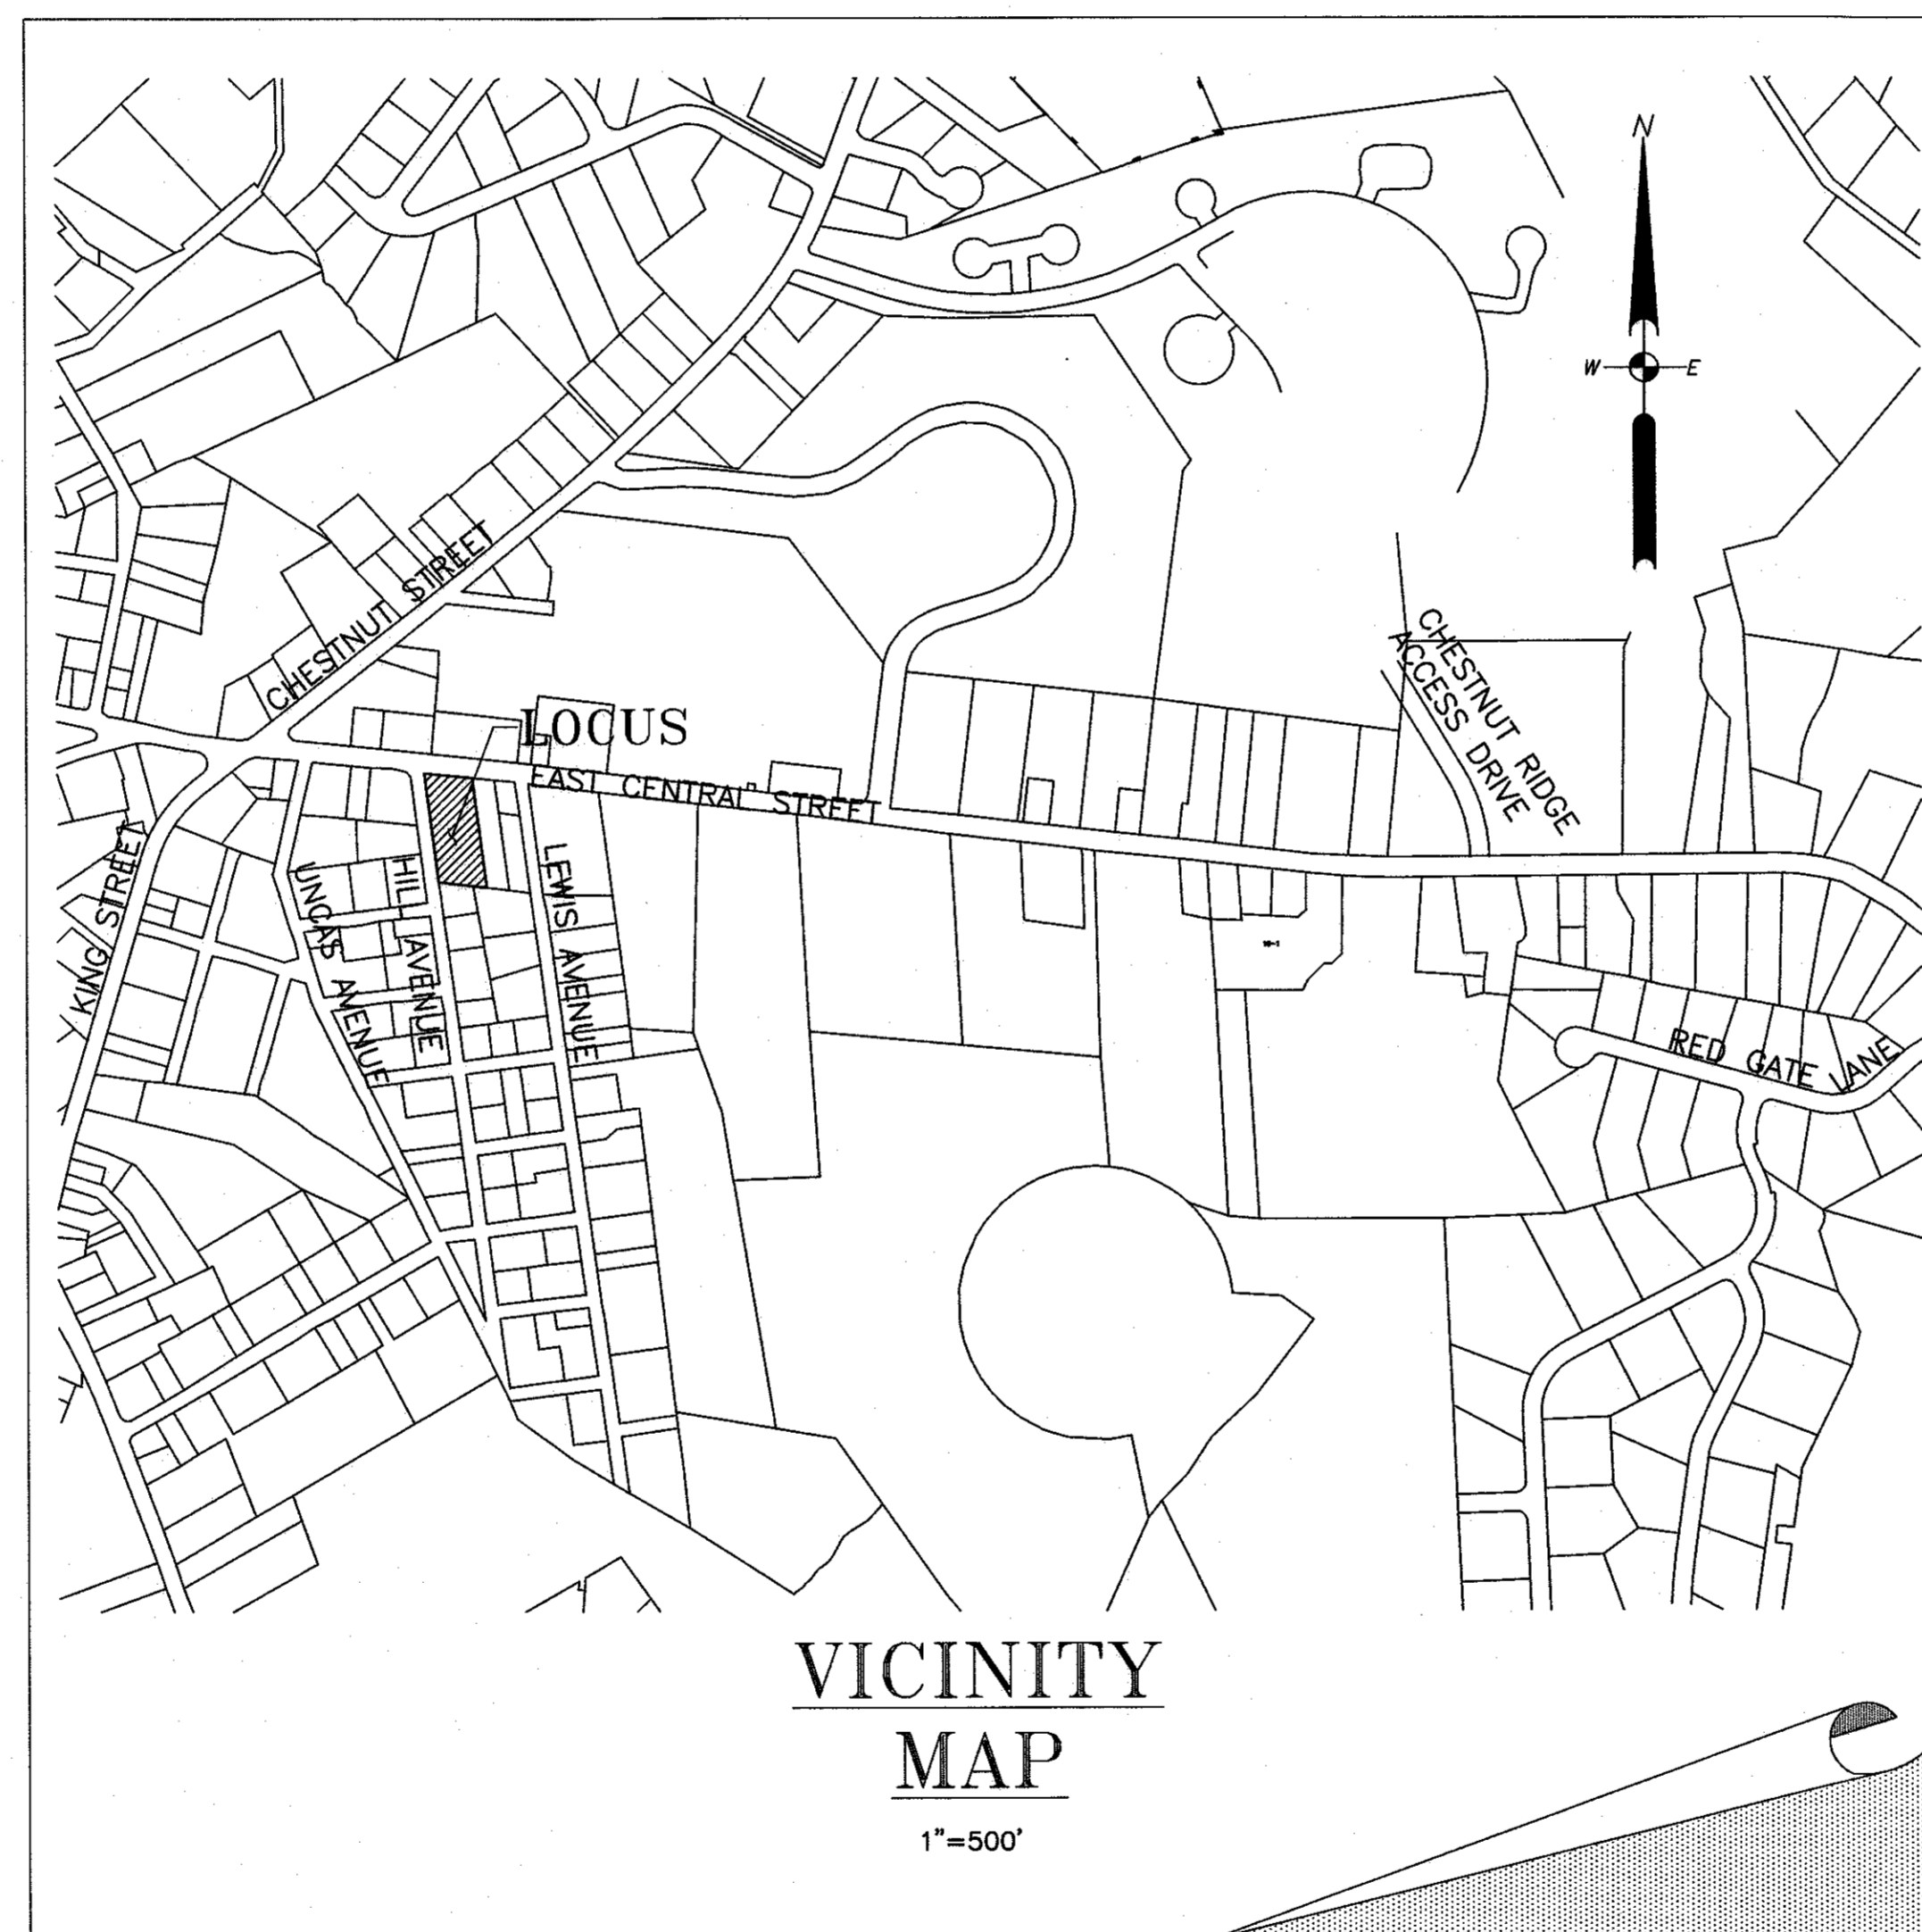 N
W E
CHESTNUT STREET
CHESTNUT RIDGE
ACCESS DRIVE
LOCUS
EAST CENTRAL STREET
KING STREET
UNCAS AVENUE
HILL AVENUE
LEWIS AVENUE
RED GATE LANE
VICINITY
MAP
1"=500'